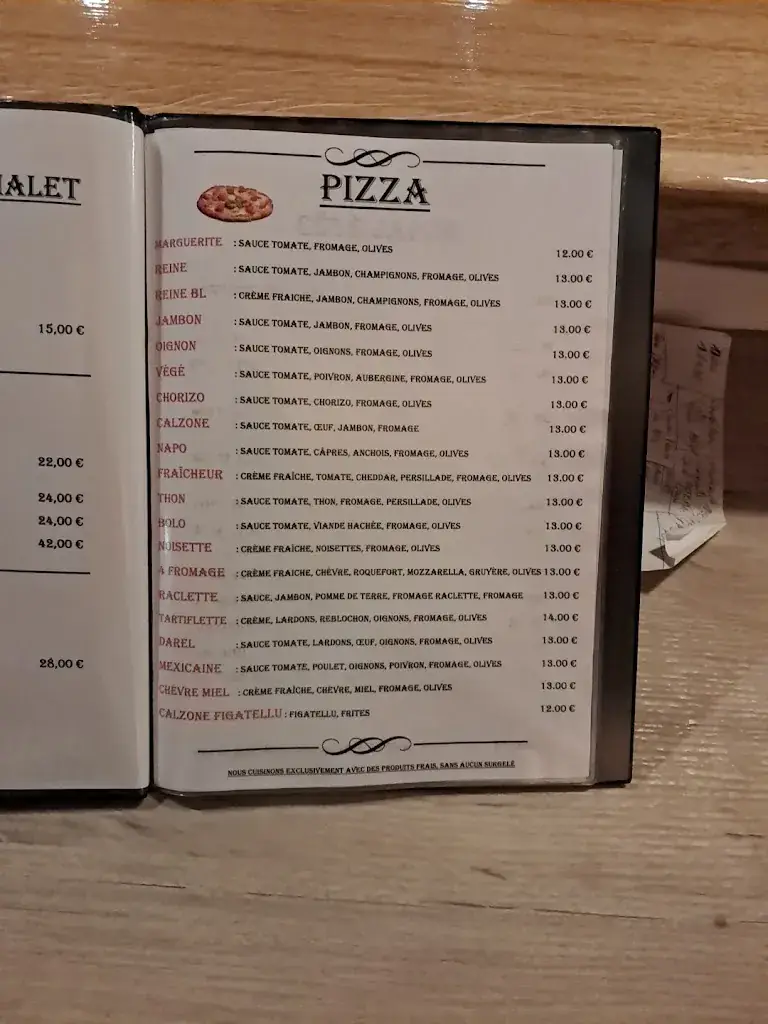 IALET
15,00 €
22,00 €
24,00 €
24,00 €
42,00 €
28,00 €
PIZZA
MARGUERITE : SAUCE TOMATE, FROMAGE, OLIVES 12.00 €
REINE : SAUCE TOMATE, JAMBON, CHAMPIGNONS, FROMAGE, OLIVES 13.00 €
REINE BL : CRÈME FRAICHE, JAMBON, CHAMPIGNONS, FROMAGE, OLIVES 13.00 €
JAMBON : SAUCE TOMATE, JAMBON, FROMAGE, OLIVES 13.00 €
OIGNON : SAUCE TOMATE, OIGNONS, FROMAGE, OLIVES 13.00 €
VÉGÉ : SAUCE TOMATE, POIVRON, AUBERGINE, FROMAGE, OLIVES 13.00 €
CHORIZO : SAUCE TOMATE, CHORIZO, FROMAGE, OLIVES 13.00 €
CALZONE : SAUCE TOMATE, ŒUF, JAMBON, FROMAGE 13.00 €
NAPO : SAUCE TOMATE, CÂPRES, ANCHOIS, FROMAGE, OLIVES 13.00 €
FRAÎCHEUR : CRÈME FRAÎCHE, TOMATE, CHEDDAR, PERSILLADE, FROMAGE, OLIVES 13.00 €
THON : SAUCE TOMATE, THON, FROMAGE, PERSILLADE, OLIVES 13.00 €
BOLO : SAUCE TOMATE, VIANDE HACHÉE, FROMAGE, OLIVES 13.00 €
NOISETTE : CRÈME FRAÎCHE, NOISETTES, FROMAGE, OLIVES 13.00 €
4 FROMAGE : CRÈME FRAICHE, CHÈVRE, ROQUEFORT, MOZZARELLA, GRUYÈRE, OLIVES 13.00 €
RACLETTE : SAUCE, JAMBON, POMME DE TERRE, FROMAGE RACLETTE, FROMAGE 13.00 €
TARTIFLETTE : CRÈME, LARDONS, REBLOCHON, OIGNONS, FROMAGE, OLIVES 14.00 €
DAREL : SAUCE TOMATE, LARDONS, ŒUF, OIGNONS, FROMAGE, OLIVES 13.00 €
MEXICAINE : SAUCE TOMATE, POULET, OIGNONS, POIVRON, FROMAGE, OLIVES 13.00 €
CHEVRE MIEL : CRÈME FRAÎCHE, CHÈVRE, MIEL, FROMAGE, OLIVES 13.00 €
CALZONE FIGATELLU : FIGATELLU, FRITES 12.00 €
NOUS CUISINONS EXCLUSIVEMENT AVEC DES PRODUITS FRAIS, SANS AUCUN SURGELÉ